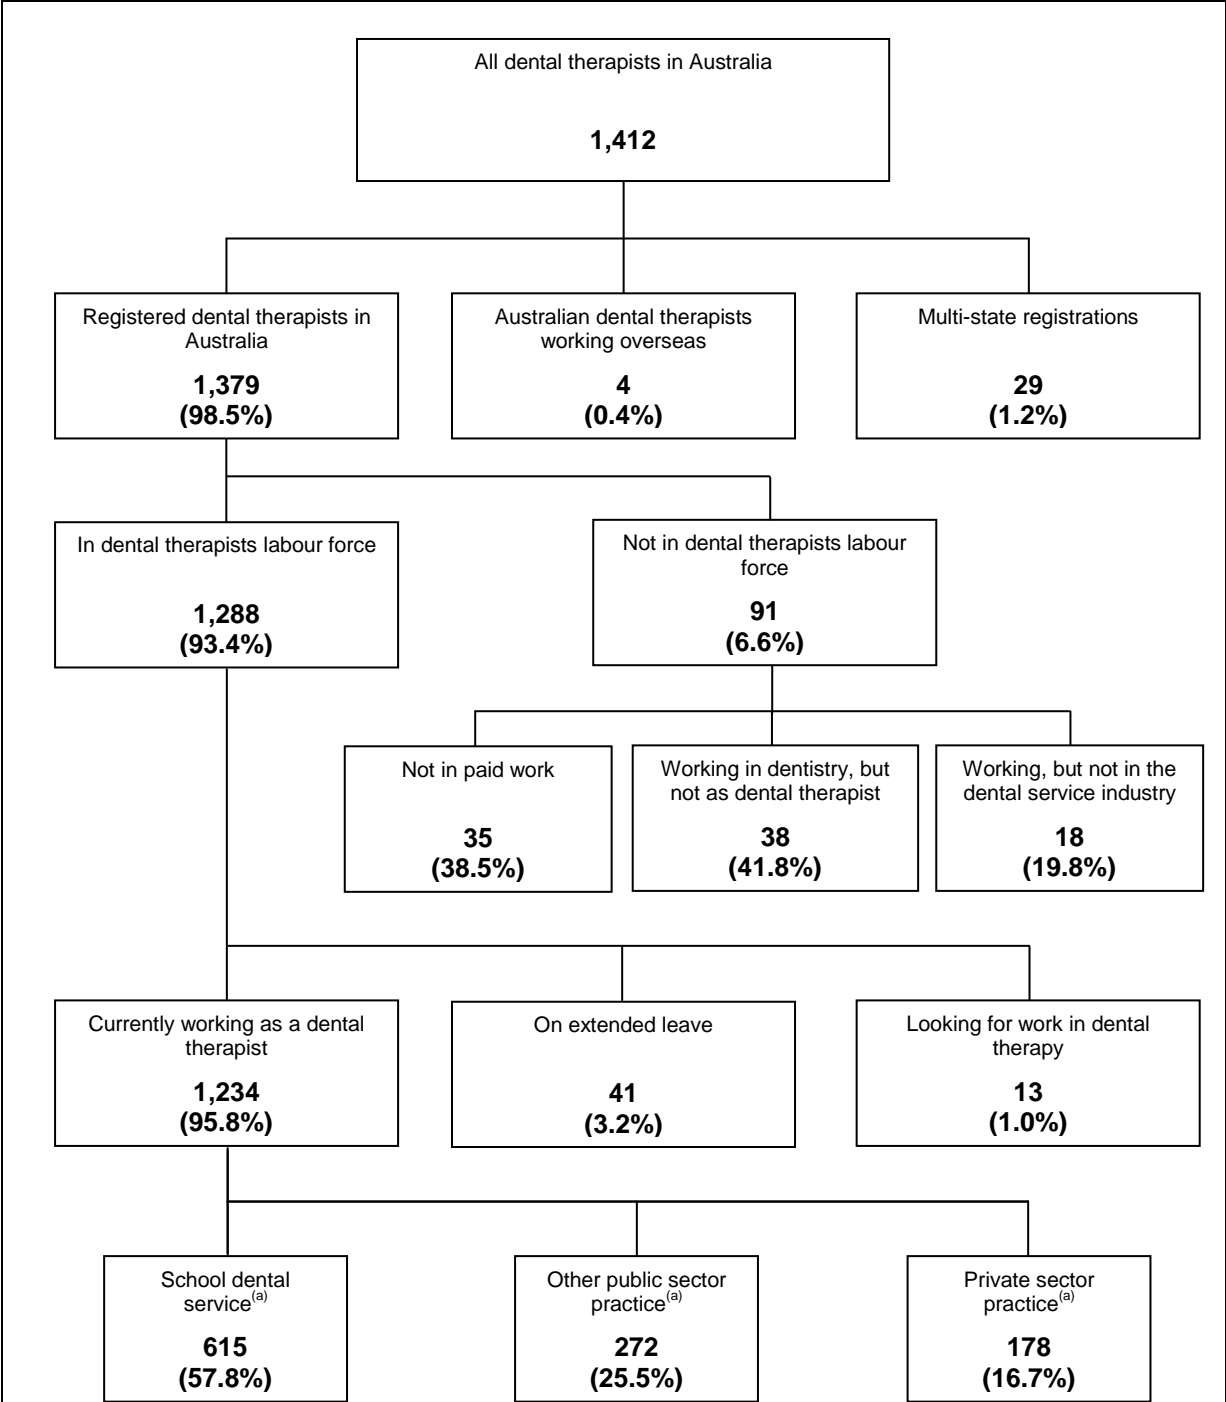 All dental therapists in Australia
1,412
Registered dental therapists in
Australia
1,379
(98.5%)
Australian dental therapists
working overseas
4
(0.4%)
Multi-state registrations
29
(1.2%)
In dental therapists labour force
1,288
(93.4%)
Not in dental therapists labour
force
91
(6.6%)
Not in paid work
35
(38.5%)
Working in dentistry, but
not as dental therapist
38
(41.8%)
Working, but not in the
dental service industry
18
(19.8%)
Currently working as a dental
therapist
1,234
(95.8%)
On extended leave
41
(3.2%)
Looking for work in dental
therapy
13
(1.0%)
School dental
service(a)
615
(57.8%)
Other public sector
practice(a)
272
(25.5%)
Private sector
practice(a)
178
(16.7%)